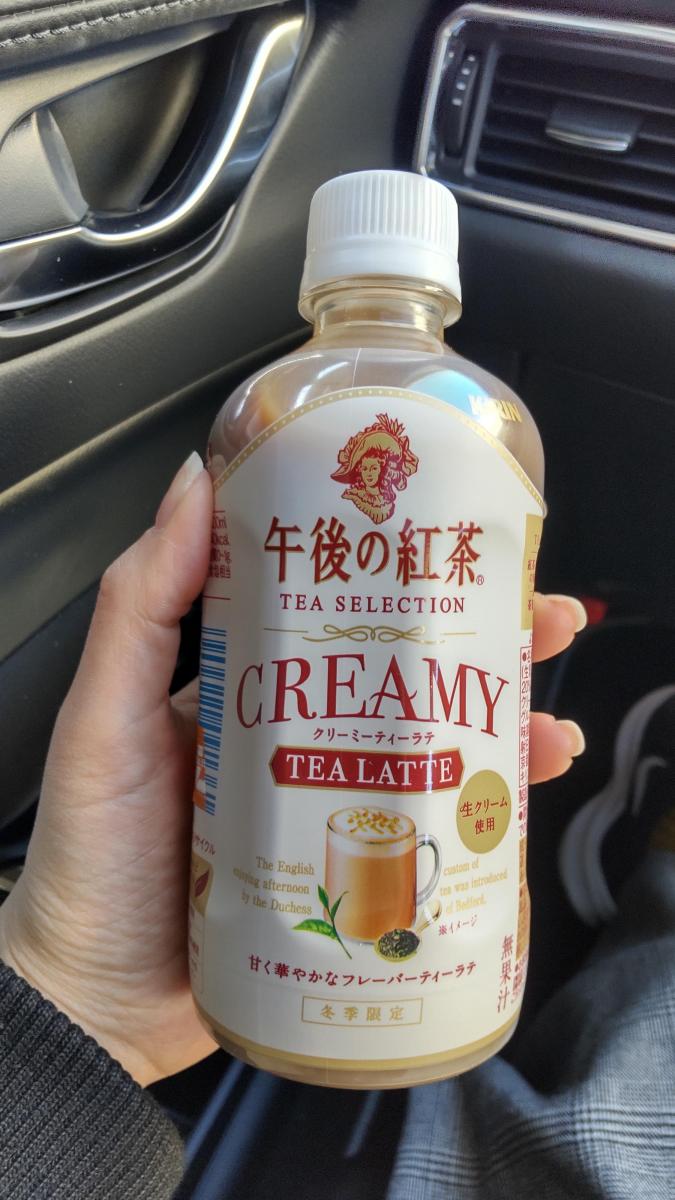 KIRIN
午後の紅茶®
TEA SELECTION
CREAMY
クリーミーティーラテ
TEA LATTE
生クリーム
使用
The English custom of
enjoying afternoon tea was introduced
by the Duchess of Bedford.
※イメージ
甘く華やかなフレーバーティーラテ
無果汁
冬季限定